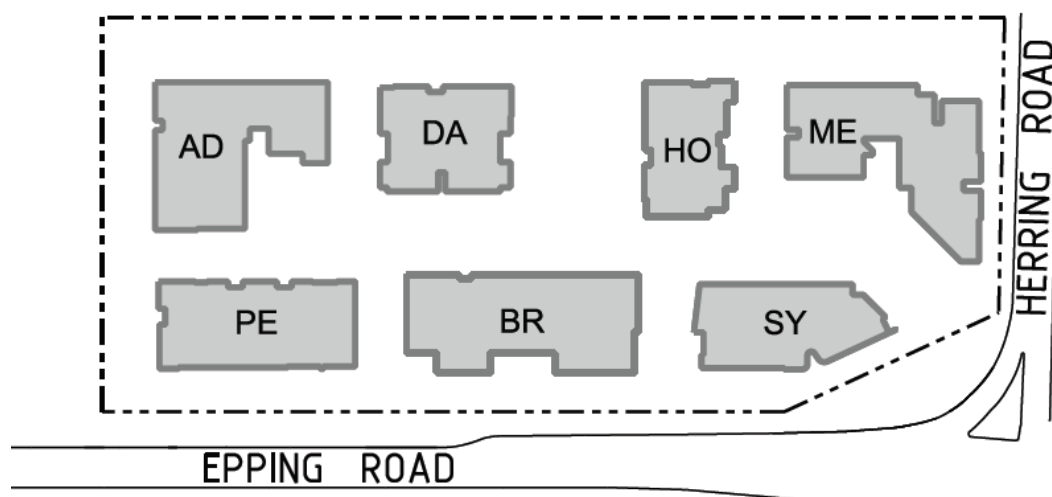 AD
DA
HO
ME
PE
BR
SY
HERRING ROAD
EPPING ROAD